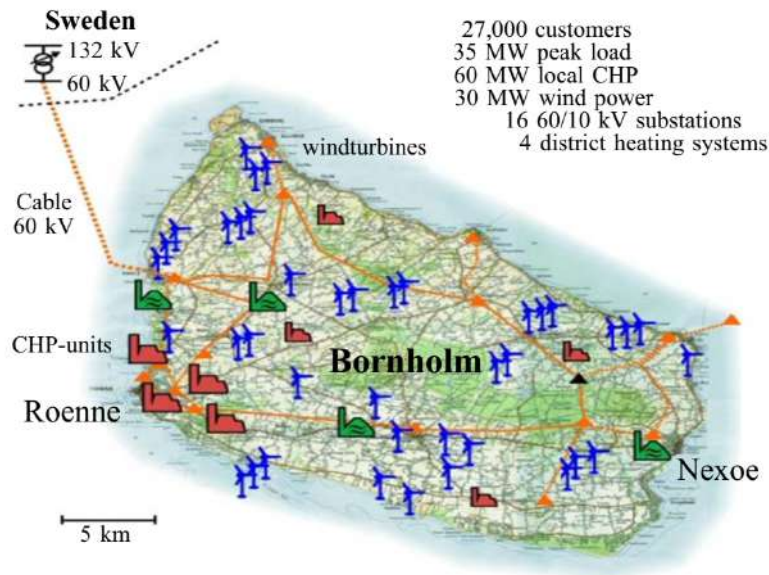 Sweden
132 kV
60 kV
27,000 customers
35 MW peak load
60 MW local CHP
30 MW wind power
16 60/10 kV substations
4 district heating systems
windturbines
Cable
60 kV
CHP-units
Bornholm
Roenne
Nexoe
5 km